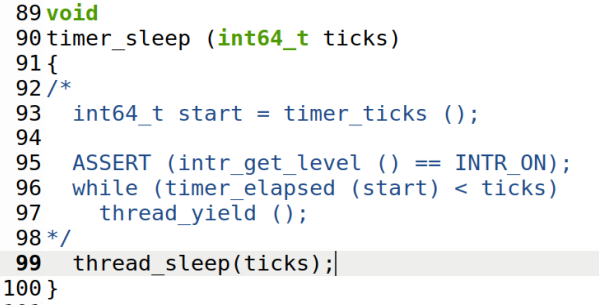 89 void
90 timer_sleep (int64_t ticks)
91 {
92 /*
93   int64_t start = timer_ticks ();
94
95   ASSERT (intr_get_level () == INTR_ON);
96   while (timer_elapsed (start) < ticks)
97     thread_yield ();
98 */
99   thread_sleep(ticks);
100 }